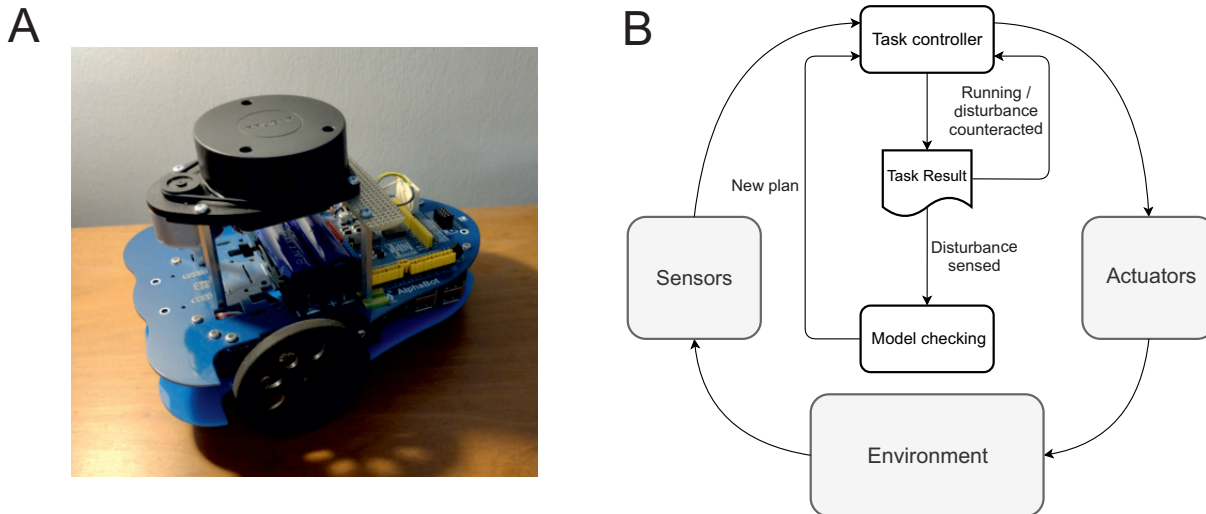 A
B
AlphaBot
Task controller
Running /
disturbance
counteracted
Task Result
New plan
Disturbance
sensed
Sensors
Actuators
Model checking
Environment